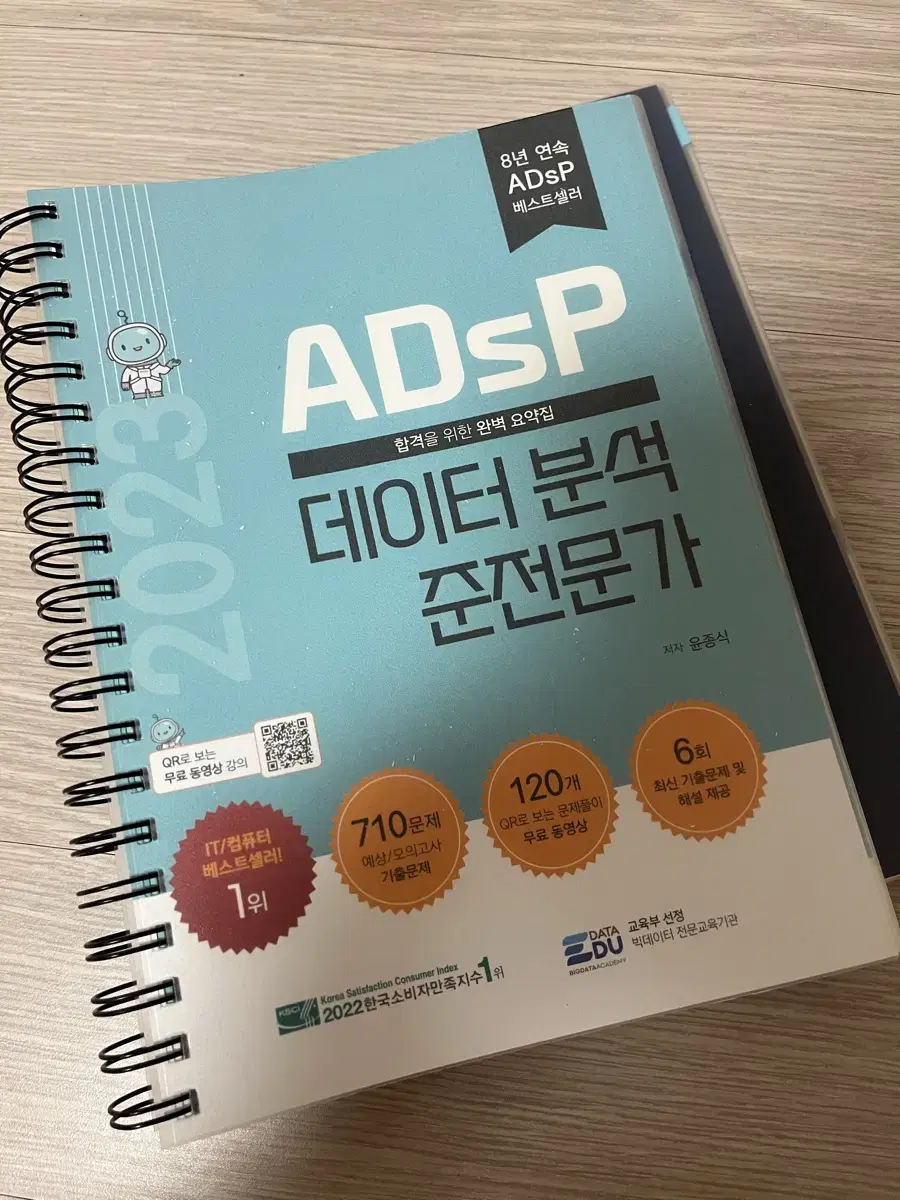 8년 연속
ADsP
베스트셀러
ADsP
합격을 위한 완벽 요약집
데이터 분석
준전문가
저자 윤종식
2023
QR로 보는
무료 동영상 강의
IT/컴퓨터
베스트셀러!
1위
710문제
예상/모의고사
기출문제
120개
QR로 보는 문제풀이
무료 동영상
6회
최신 기출문제 및
해설 제공
KSCI
Korea Satisfaction Consumer Index
2022한국소비자만족지수1위
DATA
EDU
BIGDATA ACADEMY
교육부 선정
빅데이터 전문교육기관